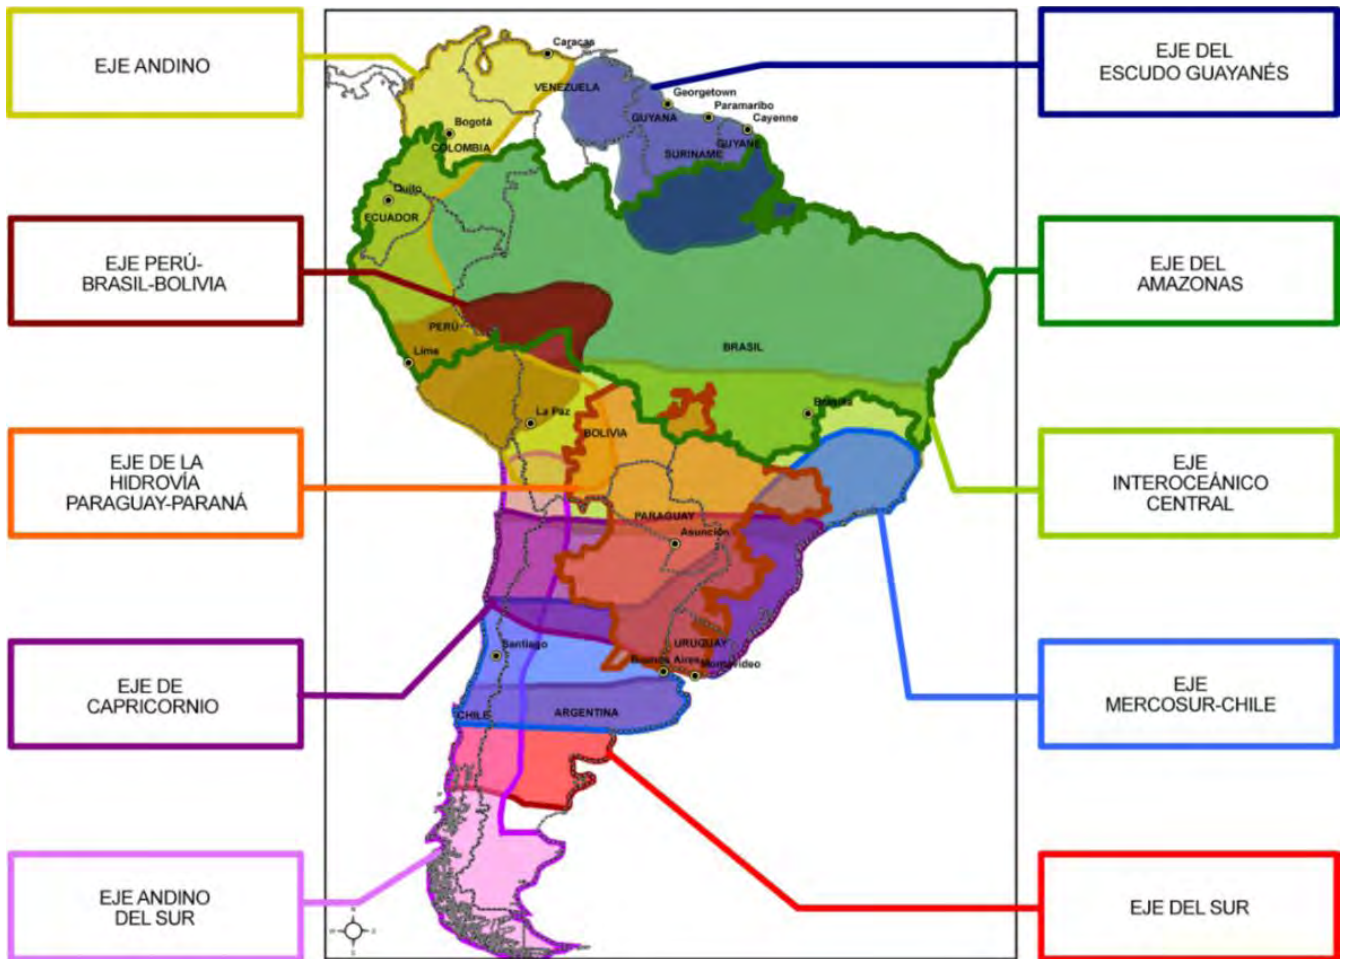 EJE ANDINO
EJE PERÚ-
BRASIL-BOLIVIA
EJE DE LA
HIDROVÍA
PARAGUAY-PARANÁ
EJE DE
CAPRICORNIO
EJE ANDINO
DEL SUR
Caracas
VENEZUELA
Georgetown
Paramaribo
GUYANA
Cayenne
Bogotá
COLOMBIA
GUYANE
SURINAME
Quito
ECUADOR
PERÚ
BRASIL
Lima
Brasilia
La Paz
BOLIVIA
PARAGUAY
Asunción
Santiago
URUGUAY
Buenos Aires
Montevideo
CHILE
ARGENTINA
EJE DEL
ESCUDO GUAYANÉS
EJE DEL
AMAZONAS
EJE
INTEROCEÁNICO
CENTRAL
EJE
MERCOSUR-CHILE
EJE DEL SUR